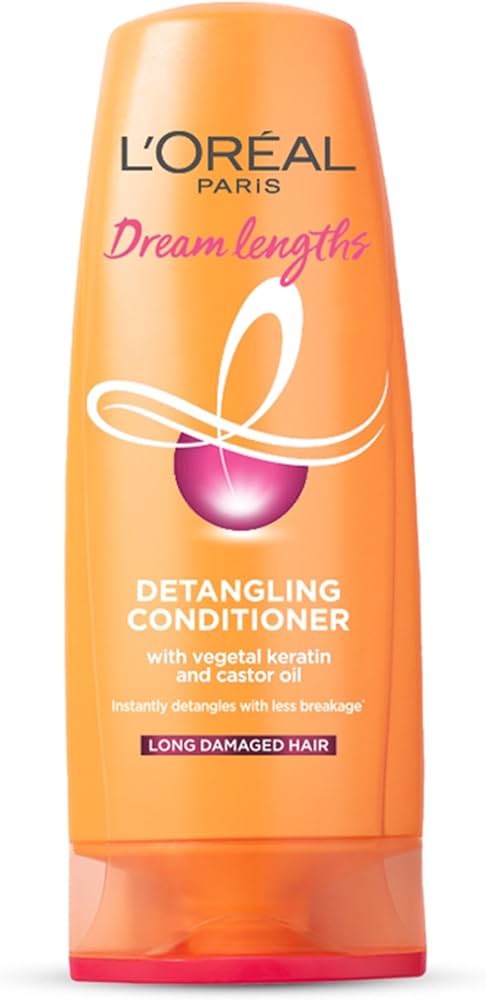 L'ORÉAL
PARIS
Dream lengths
DETANGLING
CONDITIONER
with vegetal keratin
and castor oil
Instantly detangles with less breakage*
LONG DAMAGED HAIR